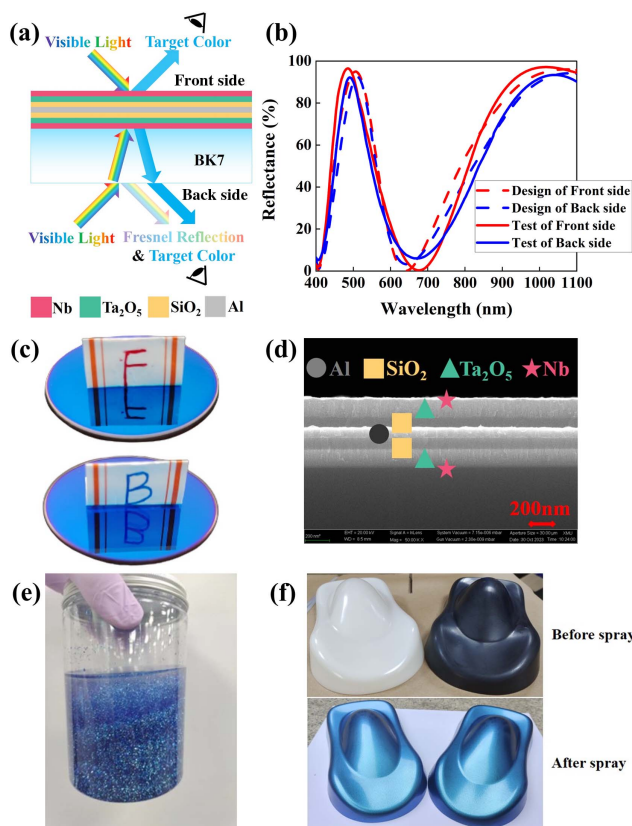 (a)
Visible Light
Target Color
Front side
BK7
Back side
Visible Light
Fresnel Reflection
& Target Color
Nb
Ta₂O₅
SiO₂
Al
(b)
Reflectance (%)
100
80
60
40
20
0
Design of Front side
Design of Back side
Test of Front side
Test of Back side
400 500 600 700 800 900 1000 1100
Wavelength (nm)
(c)
F
B
(d)
Al
SiO₂
Ta₂O₅
Nb
200nm
(e)
(f)
Before spray
After spray